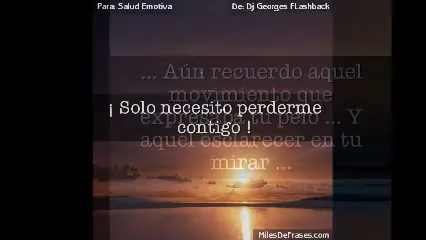 Para: Salud Emotiva
De: Dj Georges FLashback
... Aún recuerdo aquel
movimiento que
¡ Solo necesito perderme
expresaba tu pelo ... Y
contigo !
aquel esclarecer en tu
mirar ...
MilesDeFrases.com